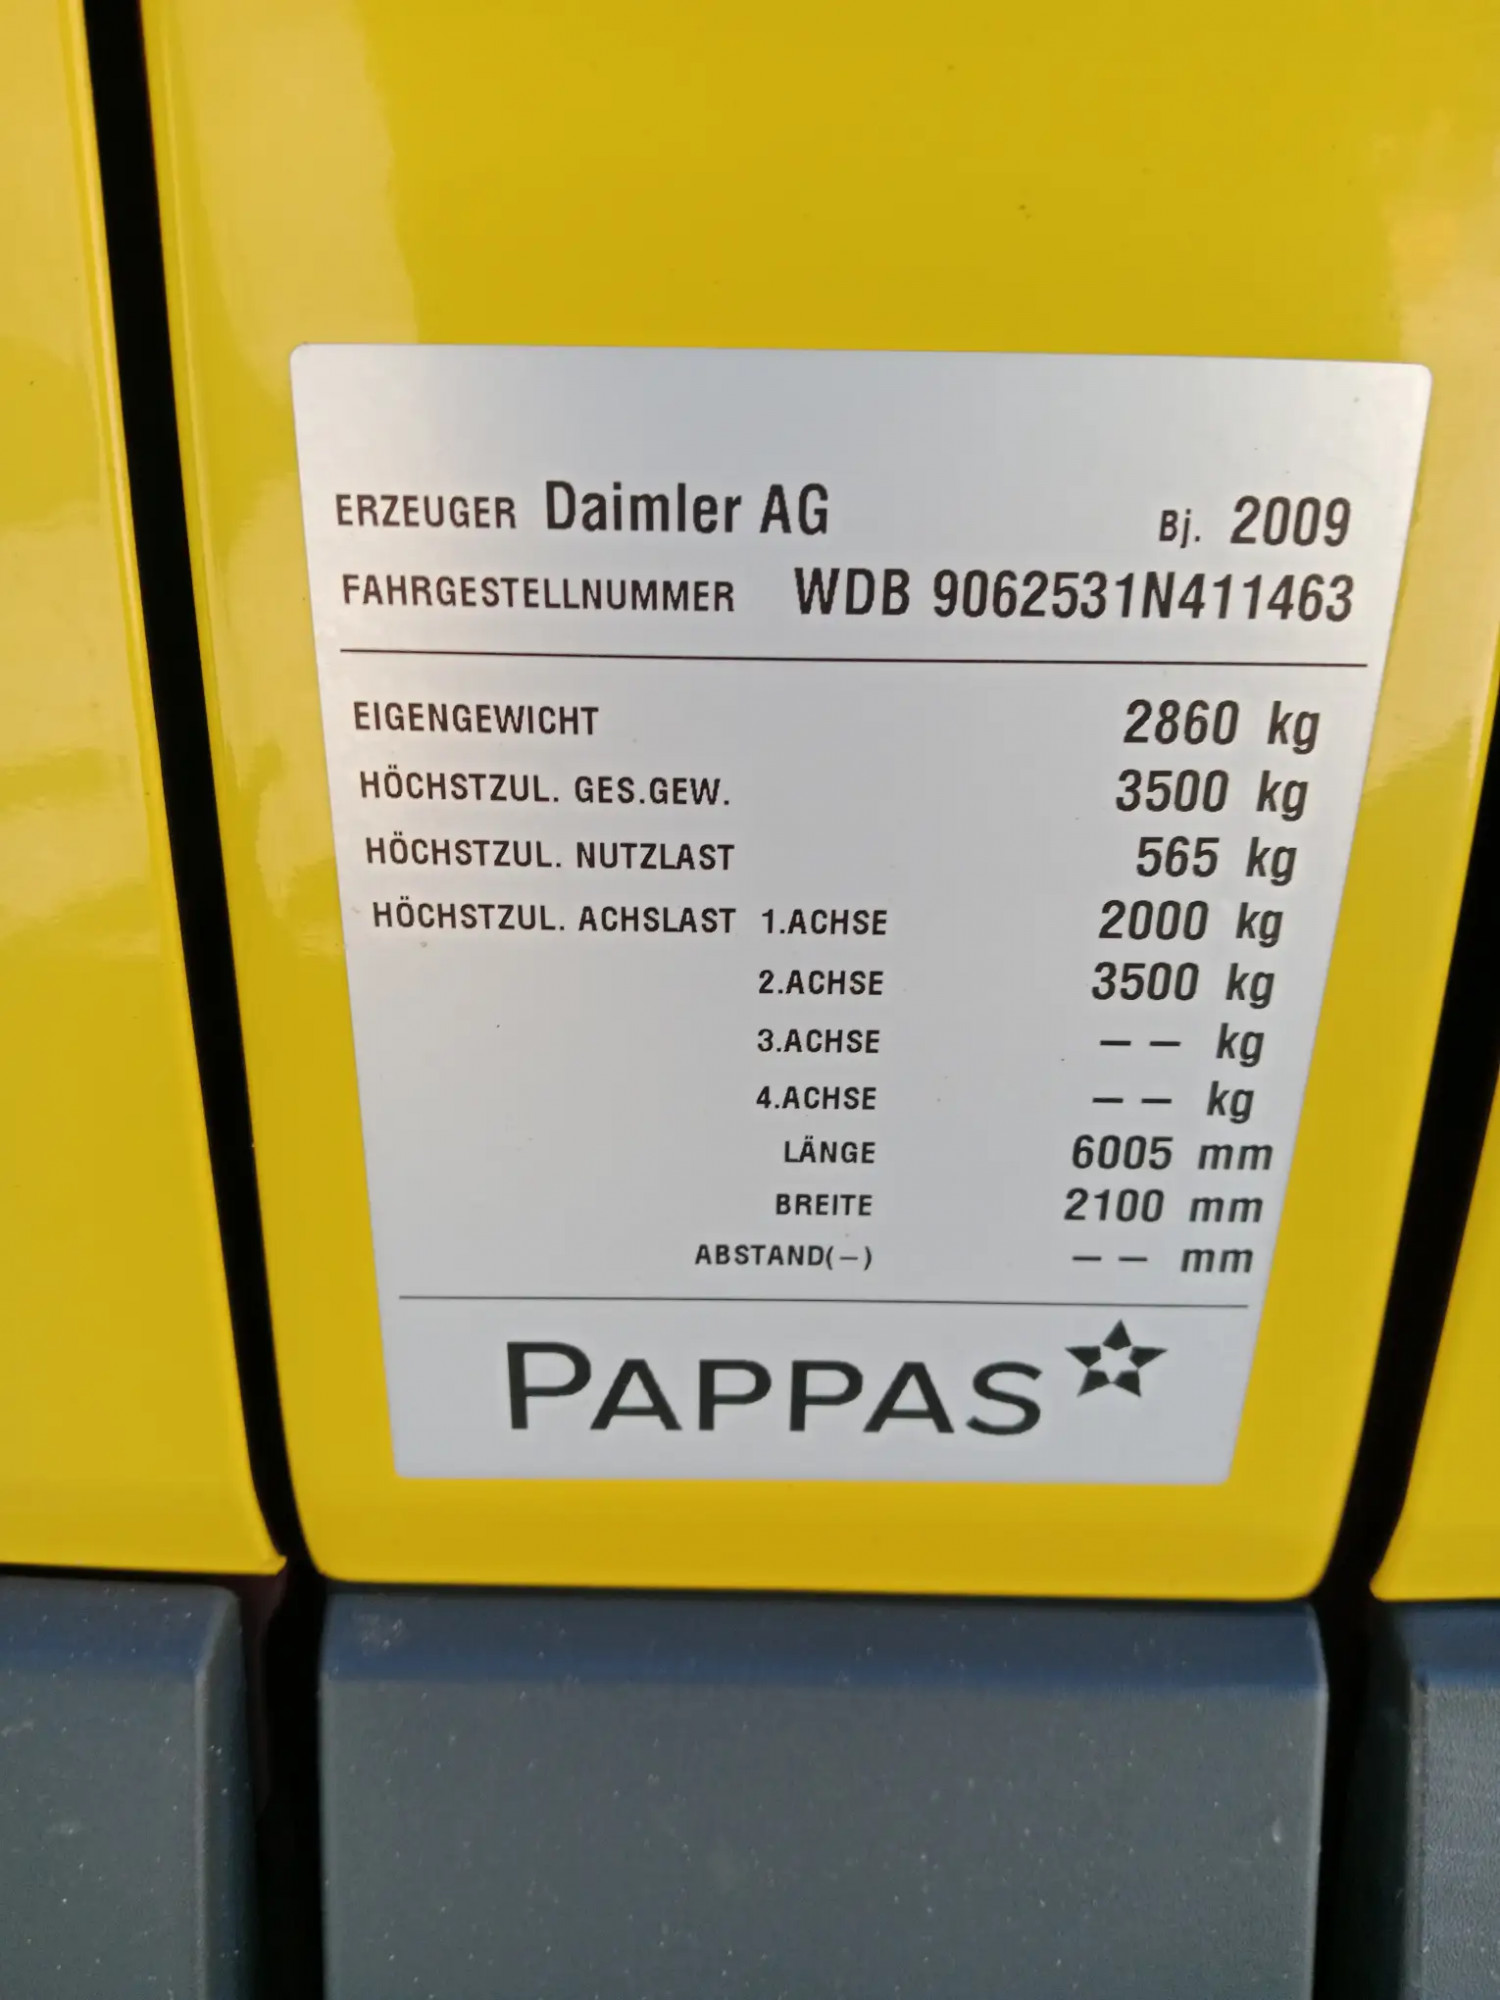 ERZEUGER Daimler AG Bj. 2009
FAHRGESTELLNUMMER WDB 9062531N411463
EIGENGEWICHT 2860 kg
HÖCHSTZUL. GES.GEW. 3500 kg
HÖCHSTZUL. NUTZLAST 565 kg
HÖCHSTZUL. ACHSLAST 1.ACHSE 2000 kg
2.ACHSE 3500 kg
3.ACHSE – – kg
4.ACHSE – – kg
LÄNGE 6005 mm
BREITE 2100 mm
ABSTAND(–) – – mm
PAPPAS